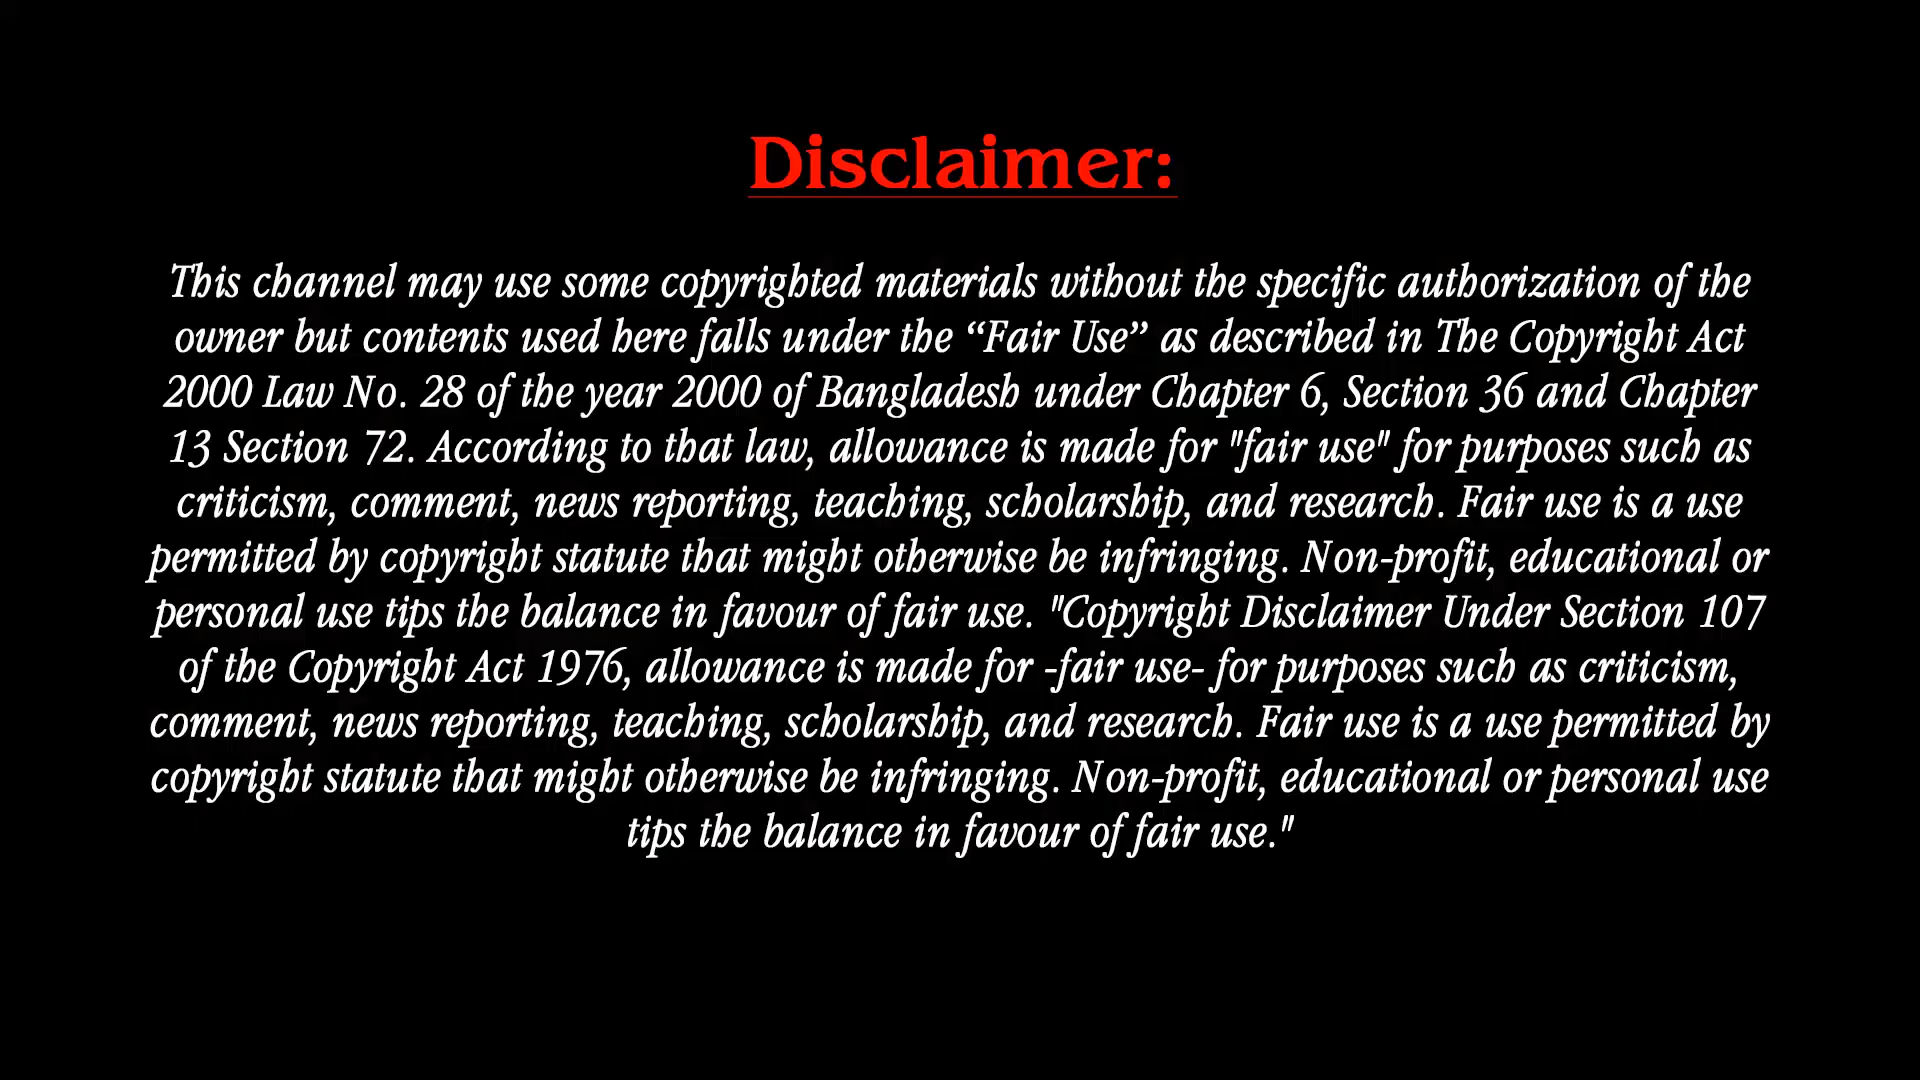 Disclaimer:
This channel may use some copyrighted materials without the specific authorization of the
owner but contents used here falls under the “Fair Use” as described in The Copyright Act
2000 Law No. 28 of the year 2000 of Bangladesh under Chapter 6, Section 36 and Chapter
13 Section 72. According to that law, allowance is made for "fair use" for purposes such as
criticism, comment, news reporting, teaching, scholarship, and research. Fair use is a use
permitted by copyright statute that might otherwise be infringing. Non-profit, educational or
personal use tips the balance in favour of fair use. "Copyright Disclaimer Under Section 107
of the Copyright Act 1976, allowance is made for -fair use- for purposes such as criticism,
comment, news reporting, teaching, scholarship, and research. Fair use is a use permitted by
copyright statute that might otherwise be infringing. Non-profit, educational or personal use
tips the balance in favour of fair use."